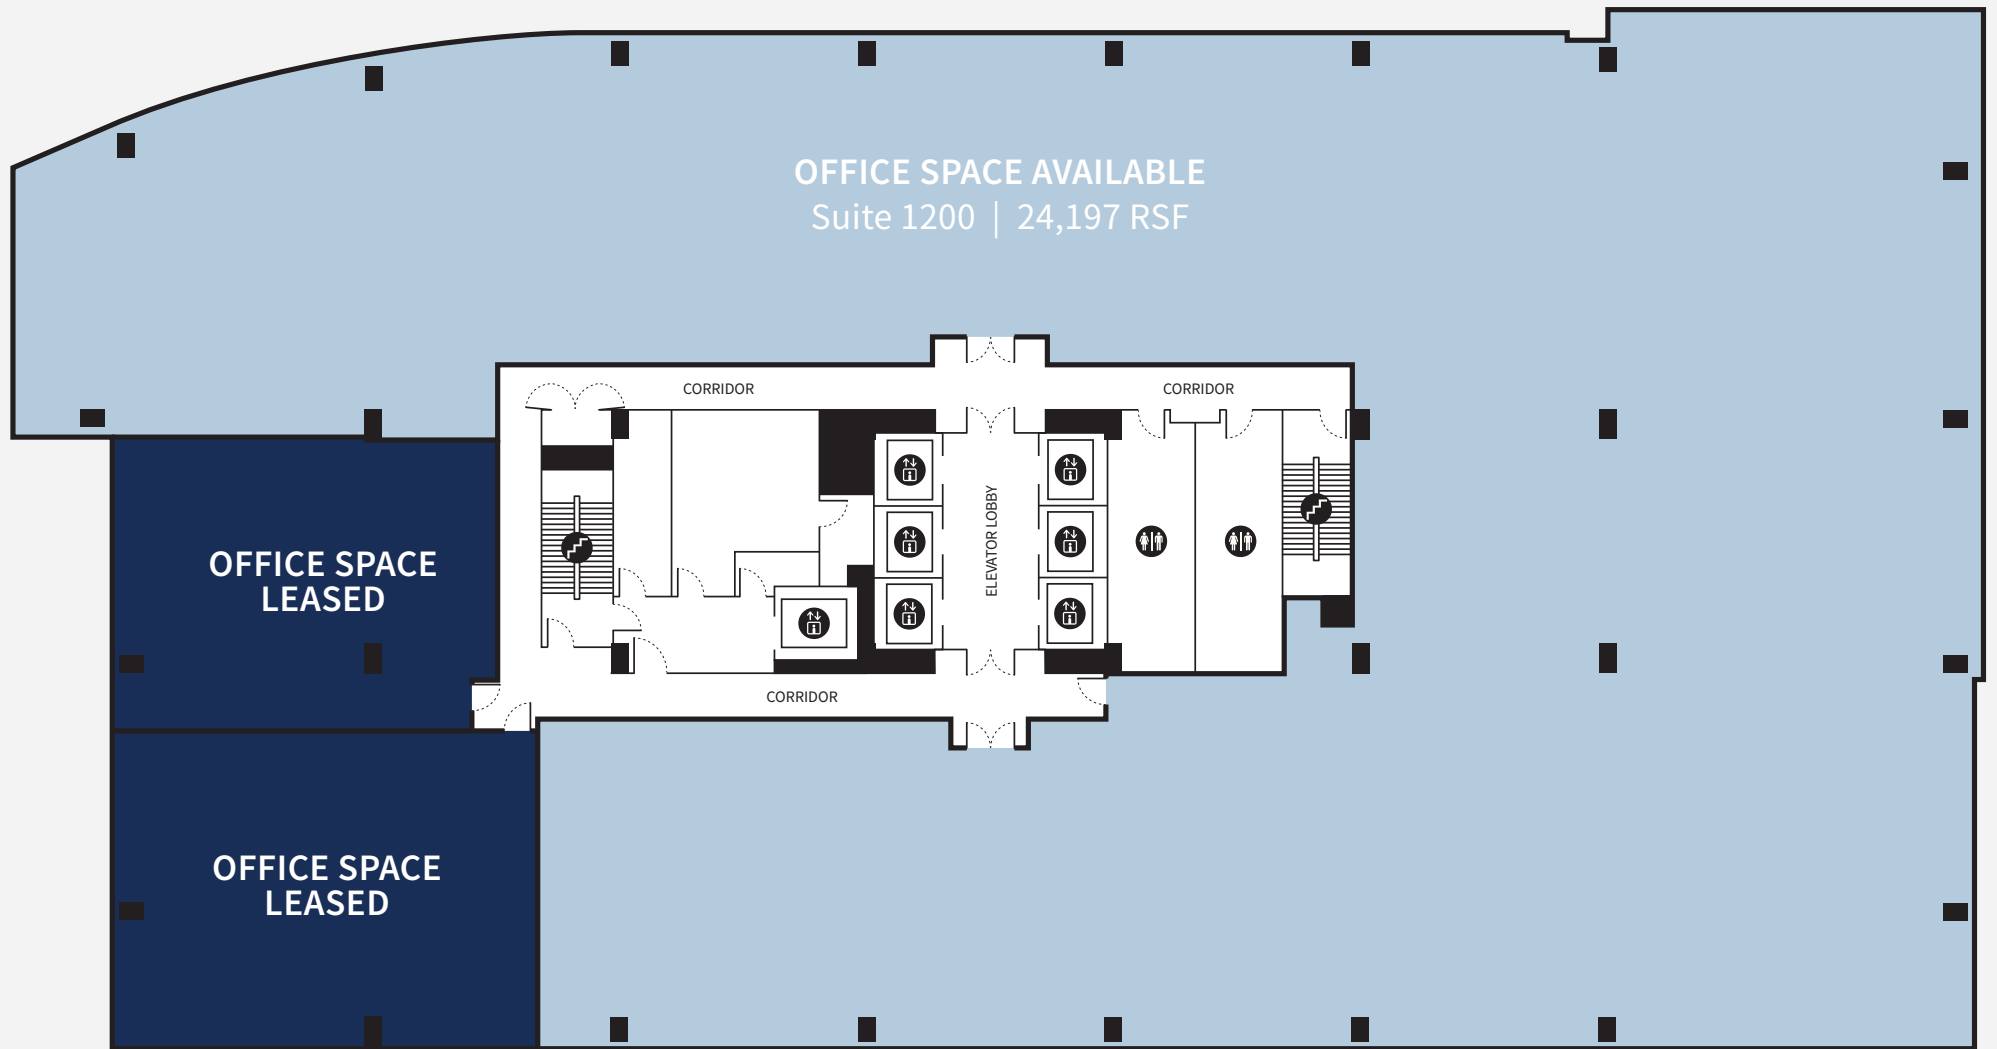 OFFICE SPACE AVAILABLE
Suite 1200 | 24,197 RSF
CORRIDOR
CORRIDOR
ELEVATOR LOBBY
OFFICE SPACE
LEASED
CORRIDOR
OFFICE SPACE
LEASED